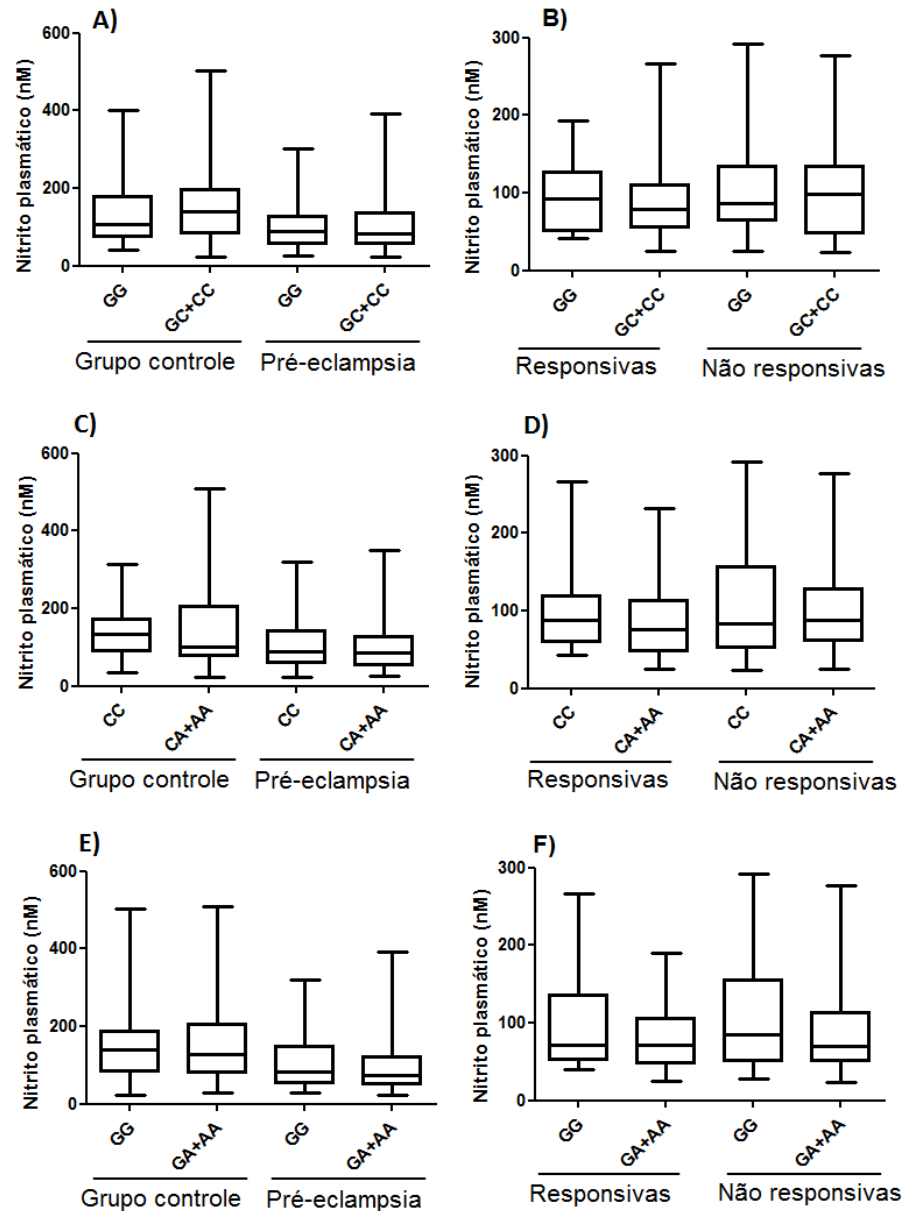 A)
Nitrito plasmático (nM)
600
400
200
0
GG
GC+CC
GG
GC+CC
Grupo controle
Pré-eclampsia
B)
Nitrito plasmático (nM)
300
200
100
0
GG
GC+CC
GG
GC+CC
Responsivas
Não responsivas
C)
Nitrito plasmático (nM)
600
400
200
0
CC
CA+AA
CC
CA+AA
Grupo controle
Pré-eclampsia
D)
Nitrito plasmático (nM)
300
200
100
0
CC
CA+AA
CC
CA+AA
Responsivas
Não responsivas
E)
Nitrito plasmático (nM)
600
400
200
0
GG
GA+AA
GG
GA+AA
Grupo controle
Pré-eclampsia
F)
Nitrito plasmático (nM)
300
200
100
0
GG
GA+AA
GG
GA+AA
Responsivas
Não responsivas